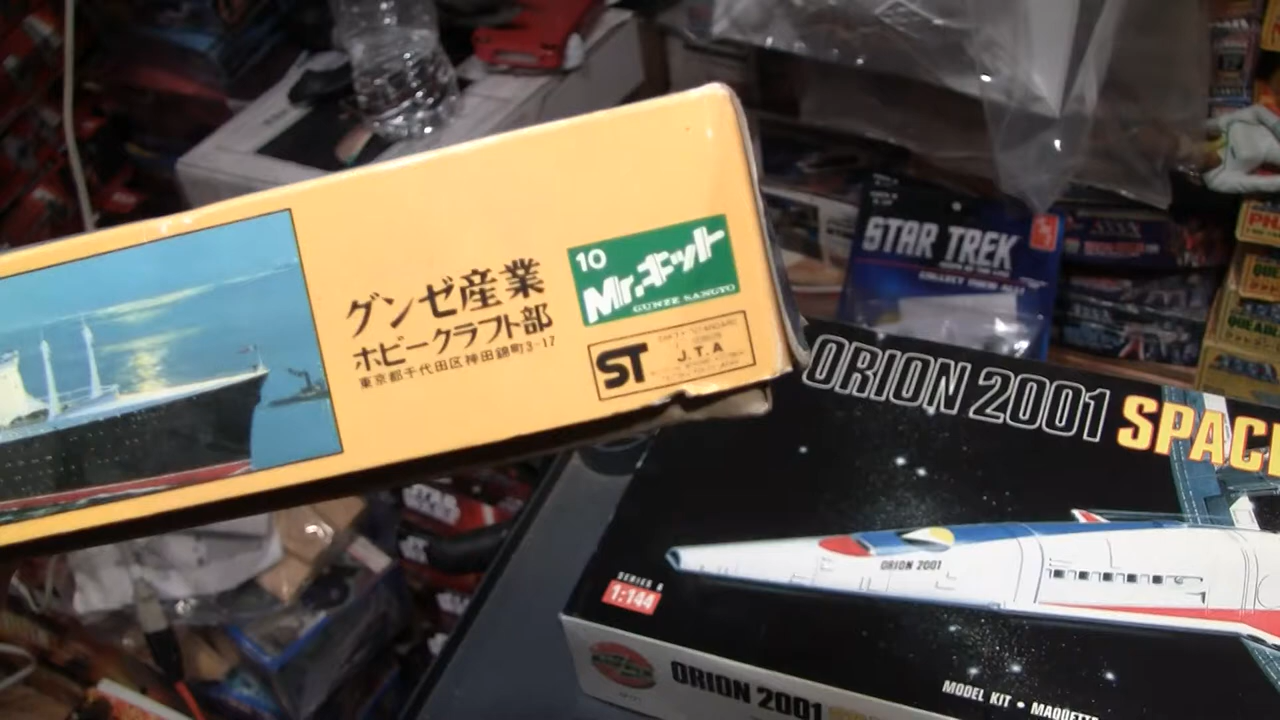 グンゼ産業
ホビークラフト部
東京都千代田区神田錦町3-17
10
Mr.キット
GUNZE SANGYO
ST
J.T.A
STAR TREK
ORION 2001 SPAC
ORION 2001
SERIES
1:144
ORION 2001
MODEL KIT • MAQUETT